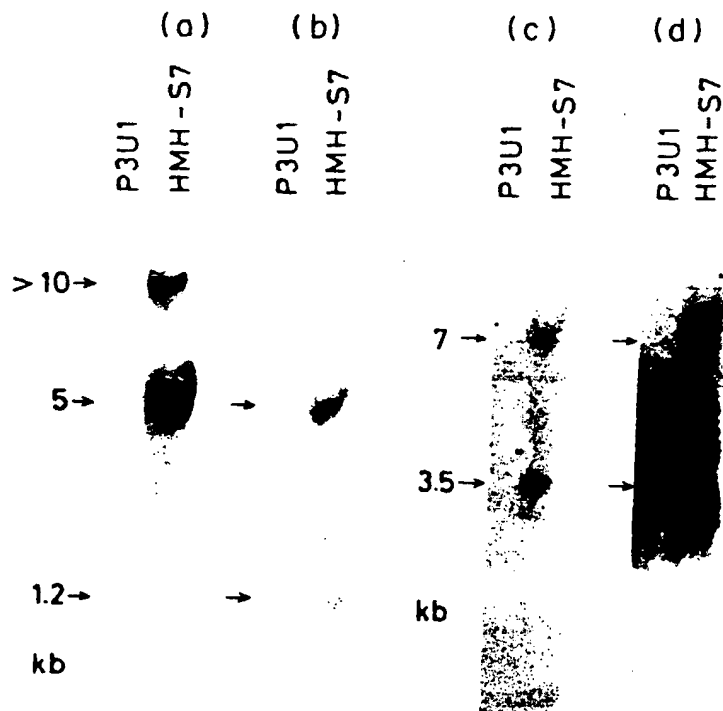 (a) (b) (c) (d)
P3U1
HMH-S7
P3U1
HMH-S7
P3U1
HMH-S7
P3U1
HMH-S7
> 10→
5→ →
1.2→ →
kb
7 → →
3.5→ →
kb